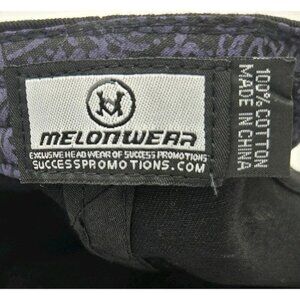 MELONWEAR
EXCLUSIVE HEADWEAR OF SUCCESS PROMOTIONS
SUCCESSPROMOTIONS.COM
100% COTTON
MADE IN CHINA